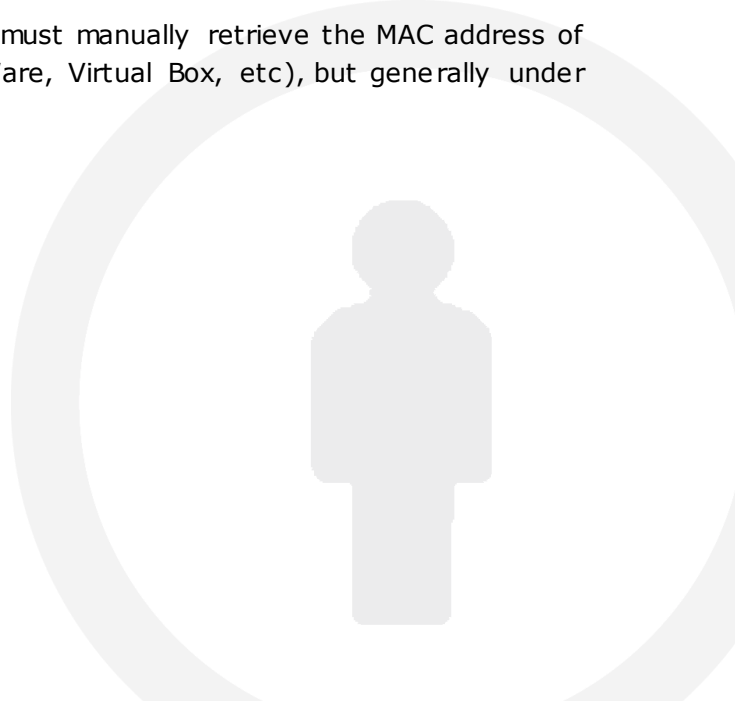 must manually retrieve the MAC address of
are, Virtual Box, etc), but generally under